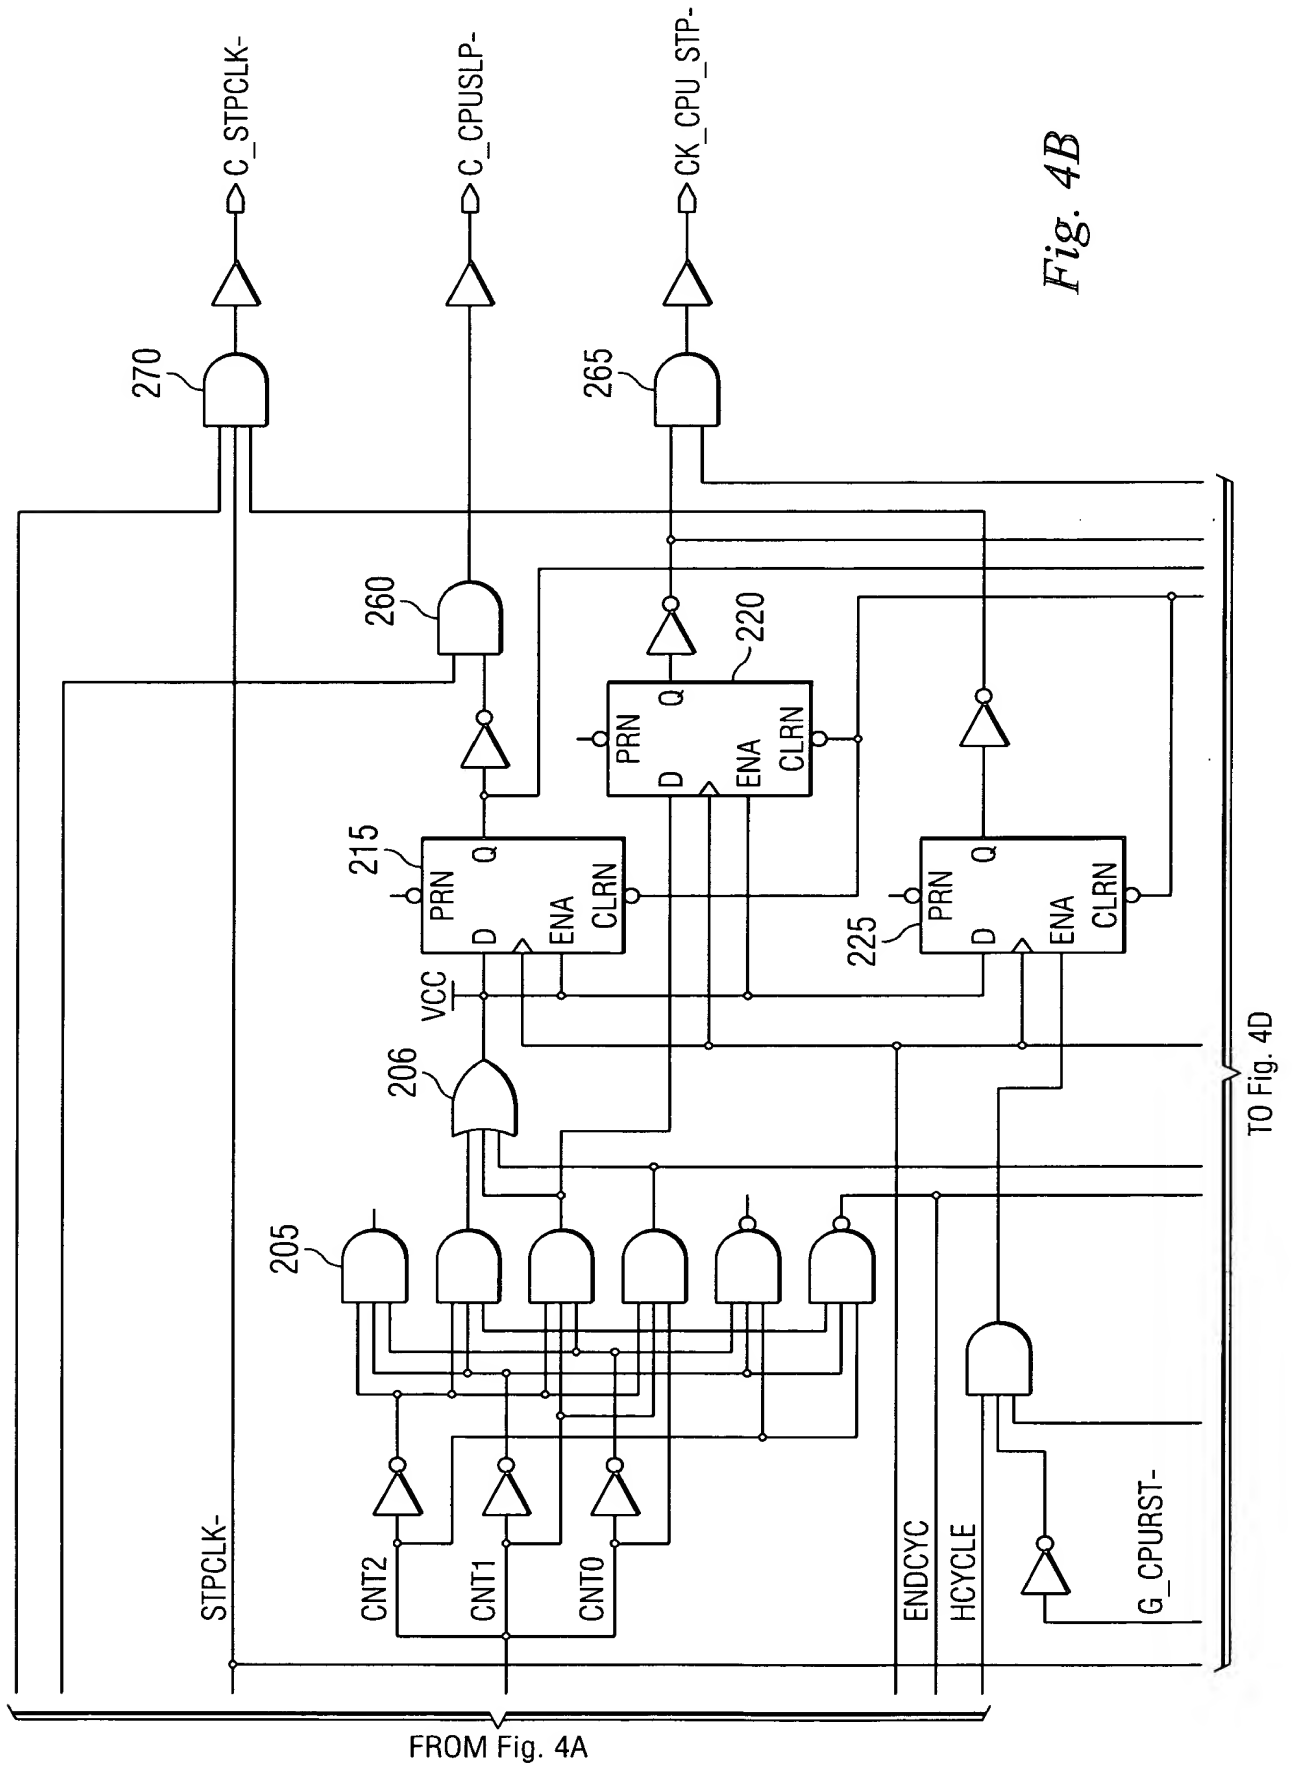 C_STPCLK-
C_CPUSLP-
CK_CPU_STP-
Fig. 4B
270
265
260
220
PRN
Q
D
ENA
CLRN
215
PRN
Q
D
ENA
CLRN
225
PRN
Q
D
ENA
CLRN
VCC
206
205
STPCLK-
CNT2
CNT1
CNT0
ENDCYC
HCYCLE
G_CPURST-
TO Fig. 4D
FROM Fig. 4A